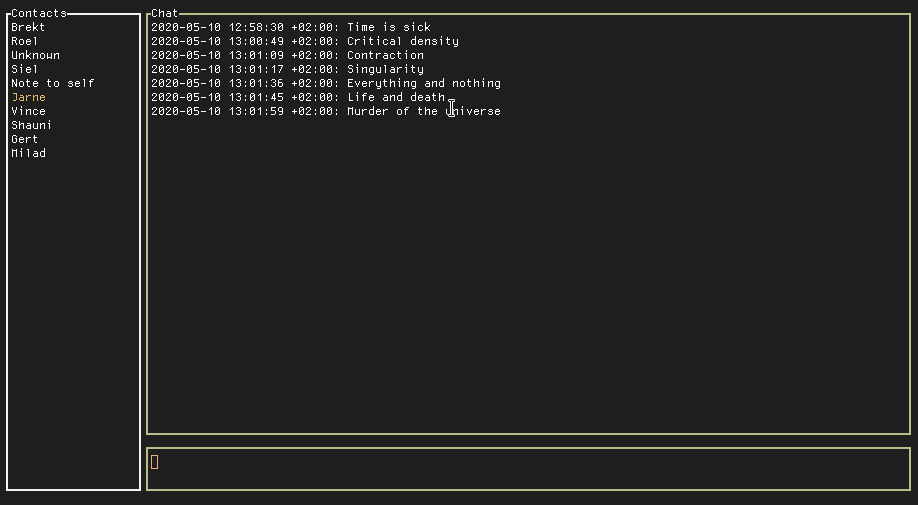 Contacts
Brekt
Roel
Unknown
Siel
Note to self
Jarne
Vince
Shauni
Gert
Milad
Chat
2020-05-10 12:58:30 +02:00: Time is sick
2020-05-10 13:00:49 +02:00: Critical density
2020-05-10 13:01:09 +02:00: Contraction
2020-05-10 13:01:17 +02:00: Singularity
2020-05-10 13:01:36 +02:00: Everything and nothing
2020-05-10 13:01:45 +02:00: Life and death
2020-05-10 13:01:59 +02:00: Murder of the universe